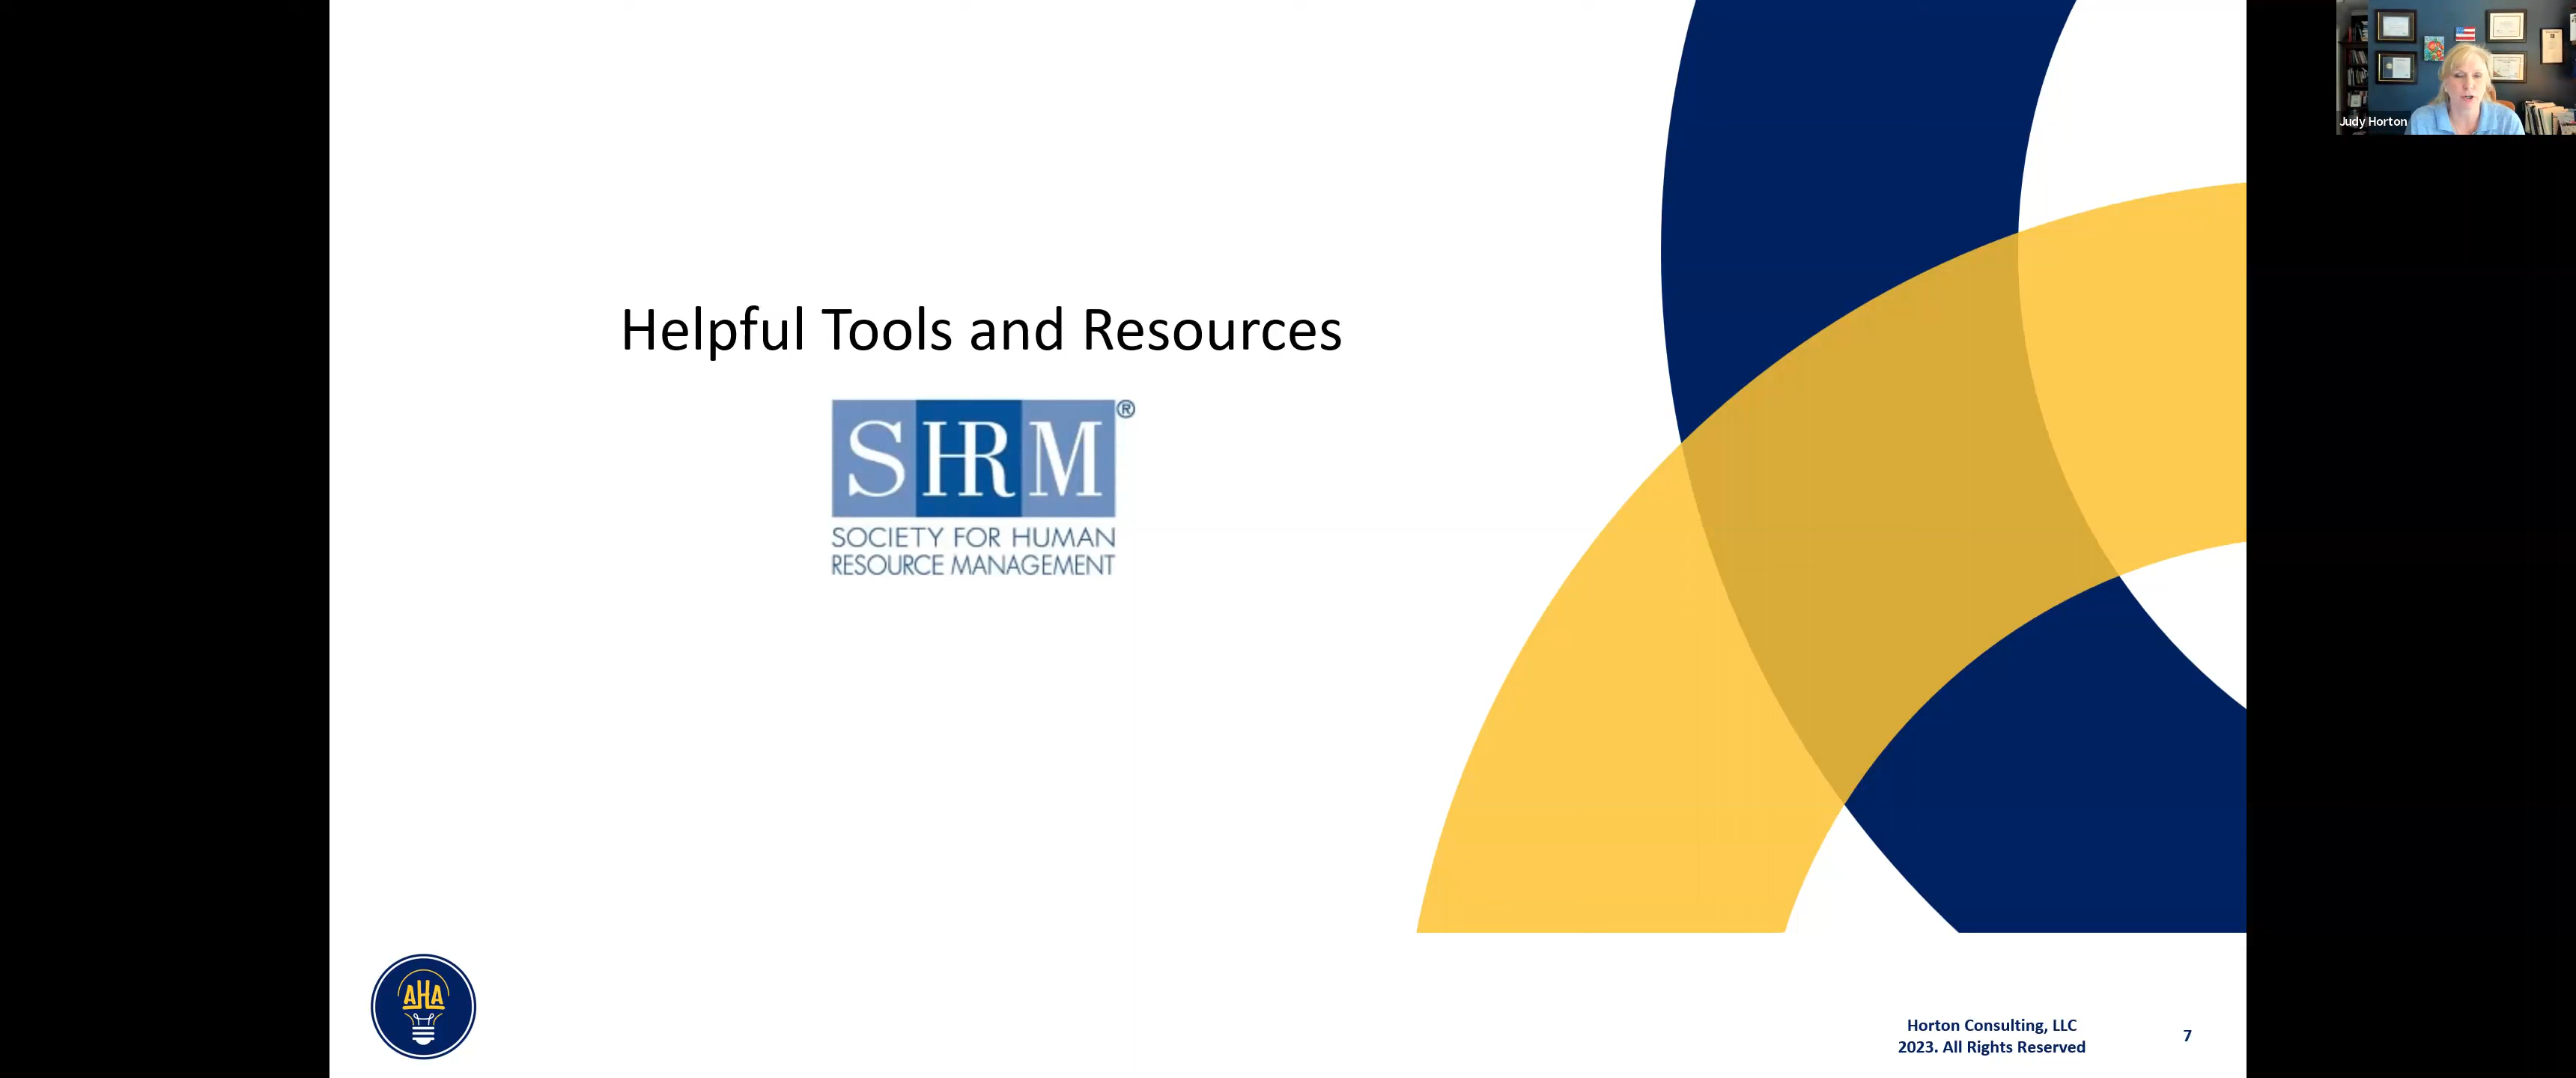 Judy Horton
Helpful Tools and Resources
SHRM®
SOCIETY FOR HUMAN
RESOURCE MANAGEMENT
AHA
Horton Consulting, LLC
2023. All Rights Reserved
7